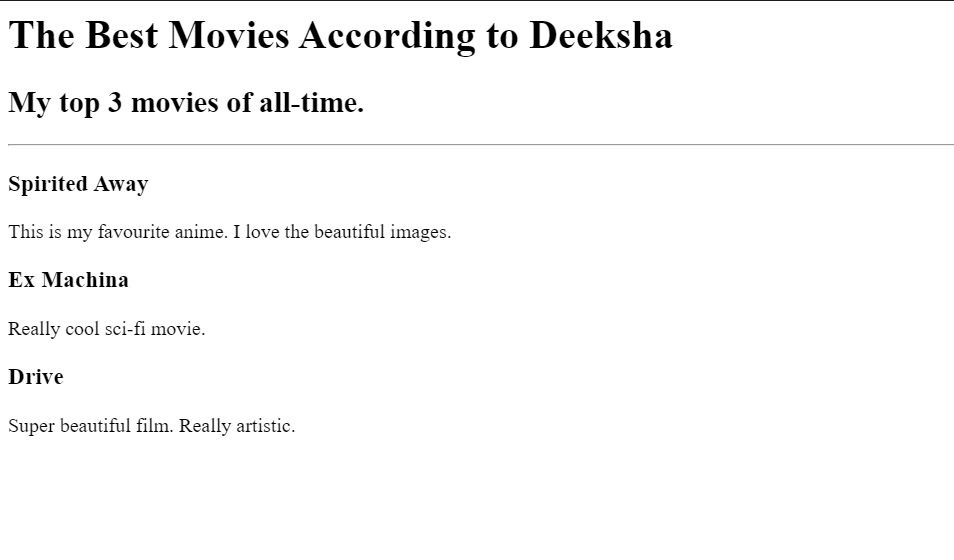 The Best Movies According to Deeksha
My top 3 movies of all-time.
Spirited Away
This is my favourite anime. I love the beautiful images.
Ex Machina
Really cool sci-fi movie.
Drive
Super beautiful film. Really artistic.